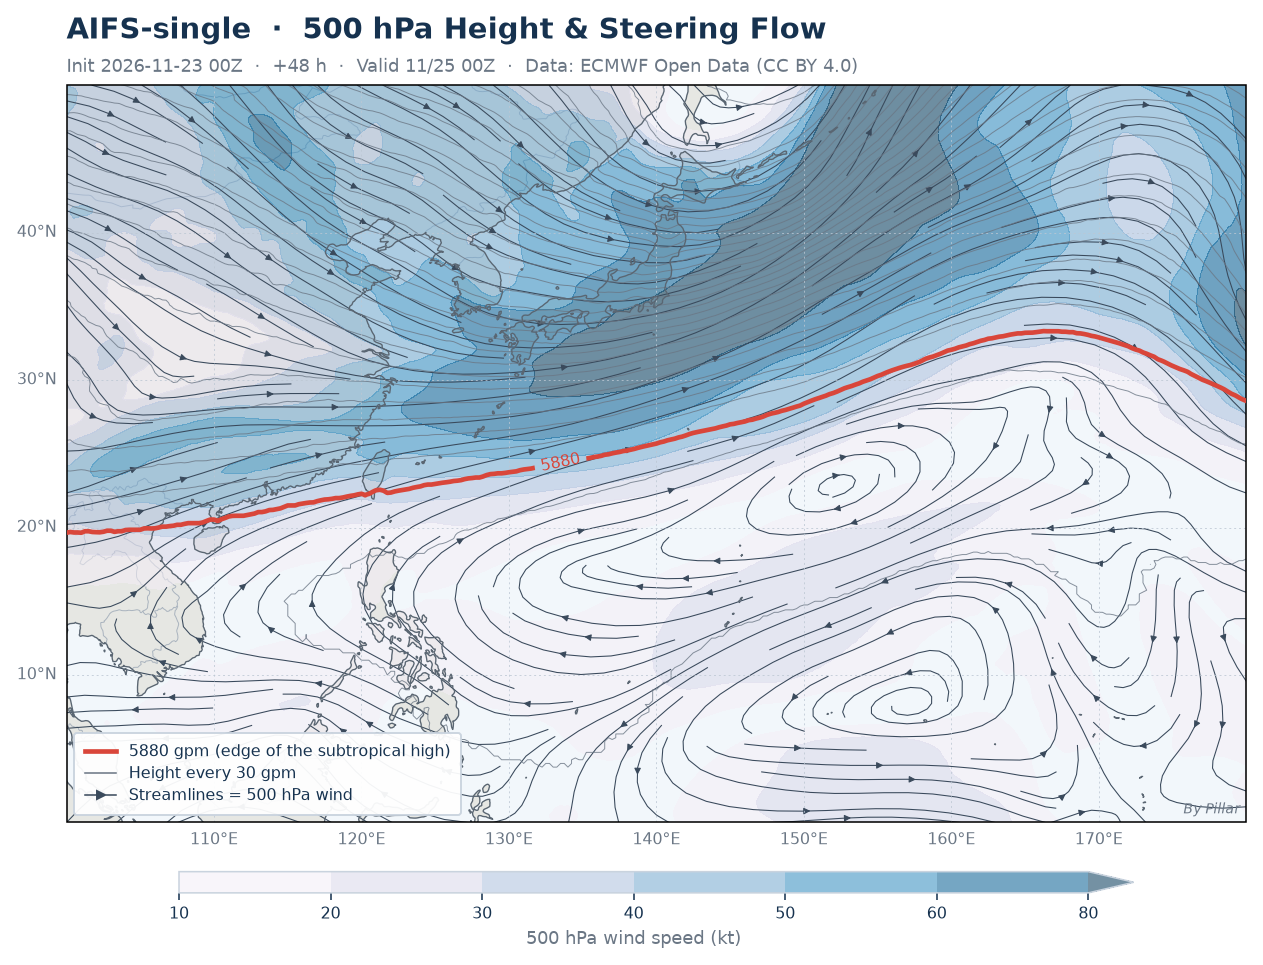 AIFS-single · 500 hPa Height & Steering Flow
Init 2026-11-23 00Z · +48 h · Valid 11/25 00Z · Data: ECMWF Open Data (CC BY 4.0)
40°N
30°N
20°N
10°N
5880
5880 gpm (edge of the subtropical high)
Height every 30 gpm
Streamlines = 500 hPa wind
By Pillar
110°E 120°E 130°E 140°E 150°E 160°E 170°E
10 20 30 40 50 60 80
500 hPa wind speed (kt)